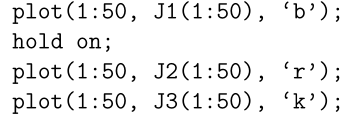 plot(1:50, J1(1:50), ‘b’);
hold on;
plot(1:50, J2(1:50), ‘r’);
plot(1:50, J3(1:50), ‘k’);